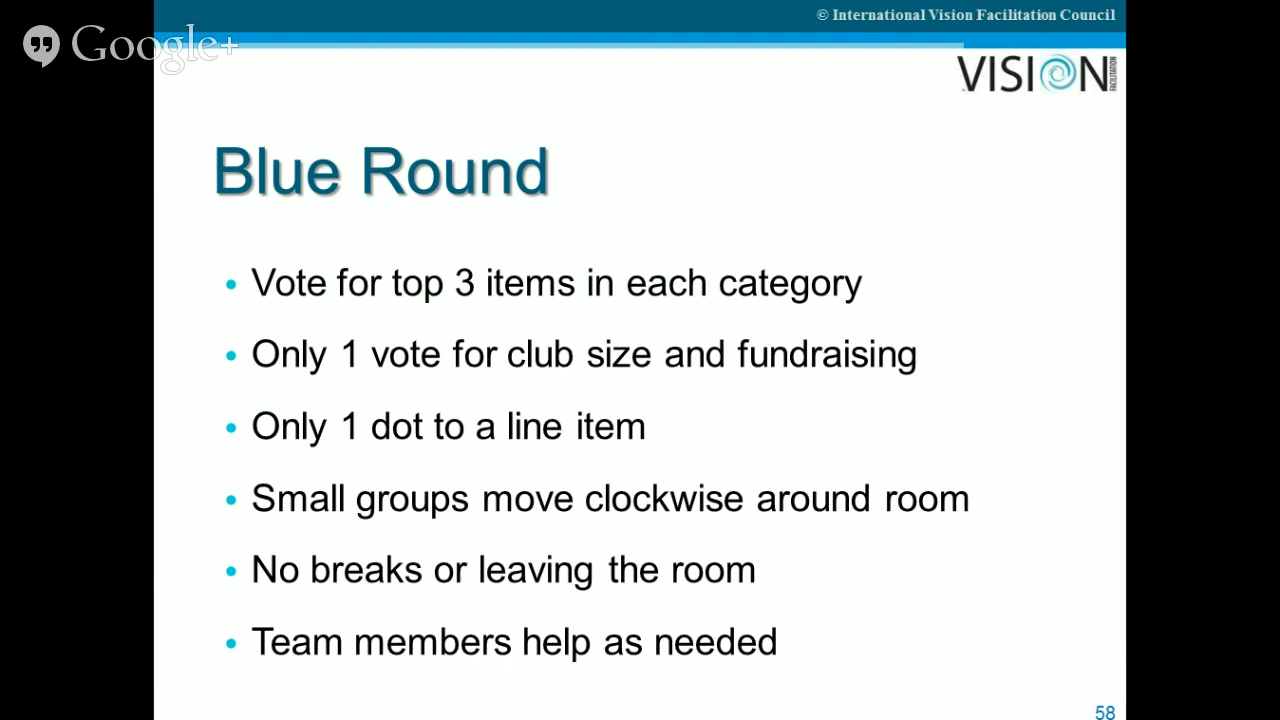 © International Vision Facilitation Council
Google+
VISION
FACILITATION
Blue Round
• Vote for top 3 items in each category
• Only 1 vote for club size and fundraising
• Only 1 dot to a line item
• Small groups move clockwise around room
• No breaks or leaving the room
• Team members help as needed
58